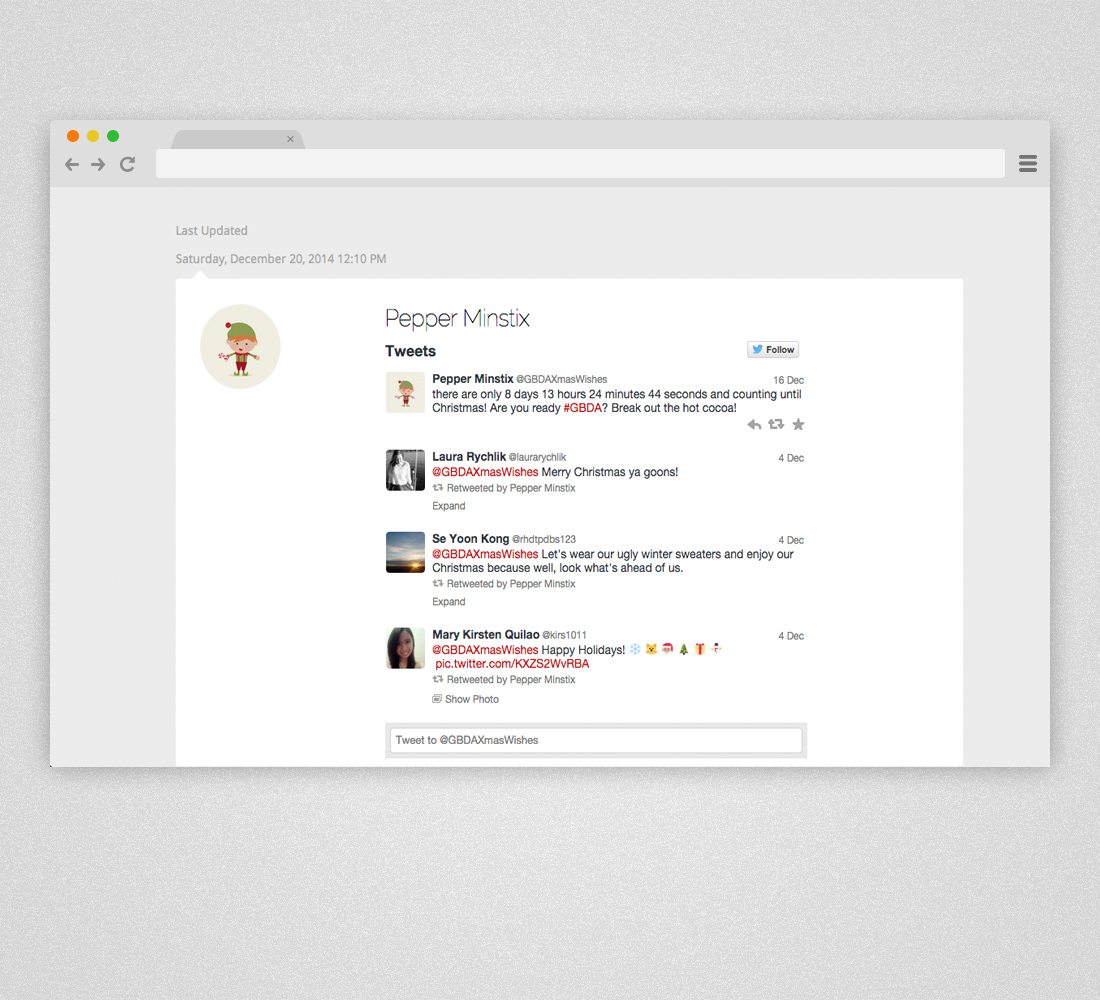 Last Updated
Saturday, December 20, 2014 12:10 PM
Pepper Minstix
Tweets
Follow
Pepper Minstix @GBDAXmasWishes 16 Dec
there are only 8 days 13 hours 24 minutes 44 seconds and counting until
Christmas! Are you ready #GBDA? Break out the hot cocoa!
Laura Rychlik @laurarychlik 4 Dec
@GBDAXmasWishes Merry Christmas ya goons!
Retweeted by Pepper Minstix
Expand
Se Yoon Kong @rhdtpdbs123 4 Dec
@GBDAXmasWishes Let's wear our ugly winter sweaters and enjoy our
Christmas because well, look what's ahead of us.
Retweeted by Pepper Minstix
Expand
Mary Kirsten Quilao @kirs1011 4 Dec
@GBDAXmasWishes Happy Holidays! ❄️ 🐱 🎅 🎄 🎁 ⛄
pic.twitter.com/KXZS2WvRBA
Retweeted by Pepper Minstix
Show Photo
Tweet to @GBDAXmasWishes